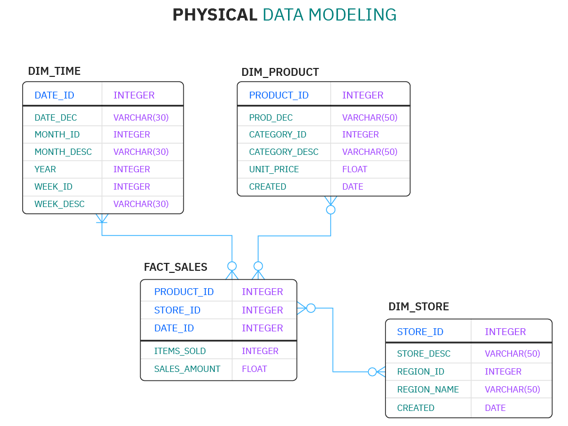 PHYSICAL DATA MODELING
DIM_TIME
DATE_ID INTEGER
DATE_DEC VARCHAR(30)
MONTH_ID INTEGER
MONTH_DESC VARCHAR(30)
YEAR INTEGER
WEEK_ID INTEGER
WEEK_DESC VARCHAR(30)
DIM_PRODUCT
PRODUCT_ID INTEGER
PROD_DEC VARCHAR(50)
CATEGORY_ID INTEGER
CATEGORY_DESC VARCHAR(50)
UNIT_PRICE FLOAT
CREATED DATE
FACT_SALES
PRODUCT_ID INTEGER
STORE_ID INTEGER
DATE_ID INTEGER
ITEMS_SOLD INTEGER
SALES_AMOUNT FLOAT
DIM_STORE
STORE_ID INTEGER
STORE_DESC VARCHAR(50)
REGION_ID INTEGER
REGION_NAME VARCHAR(50)
CREATED DATE